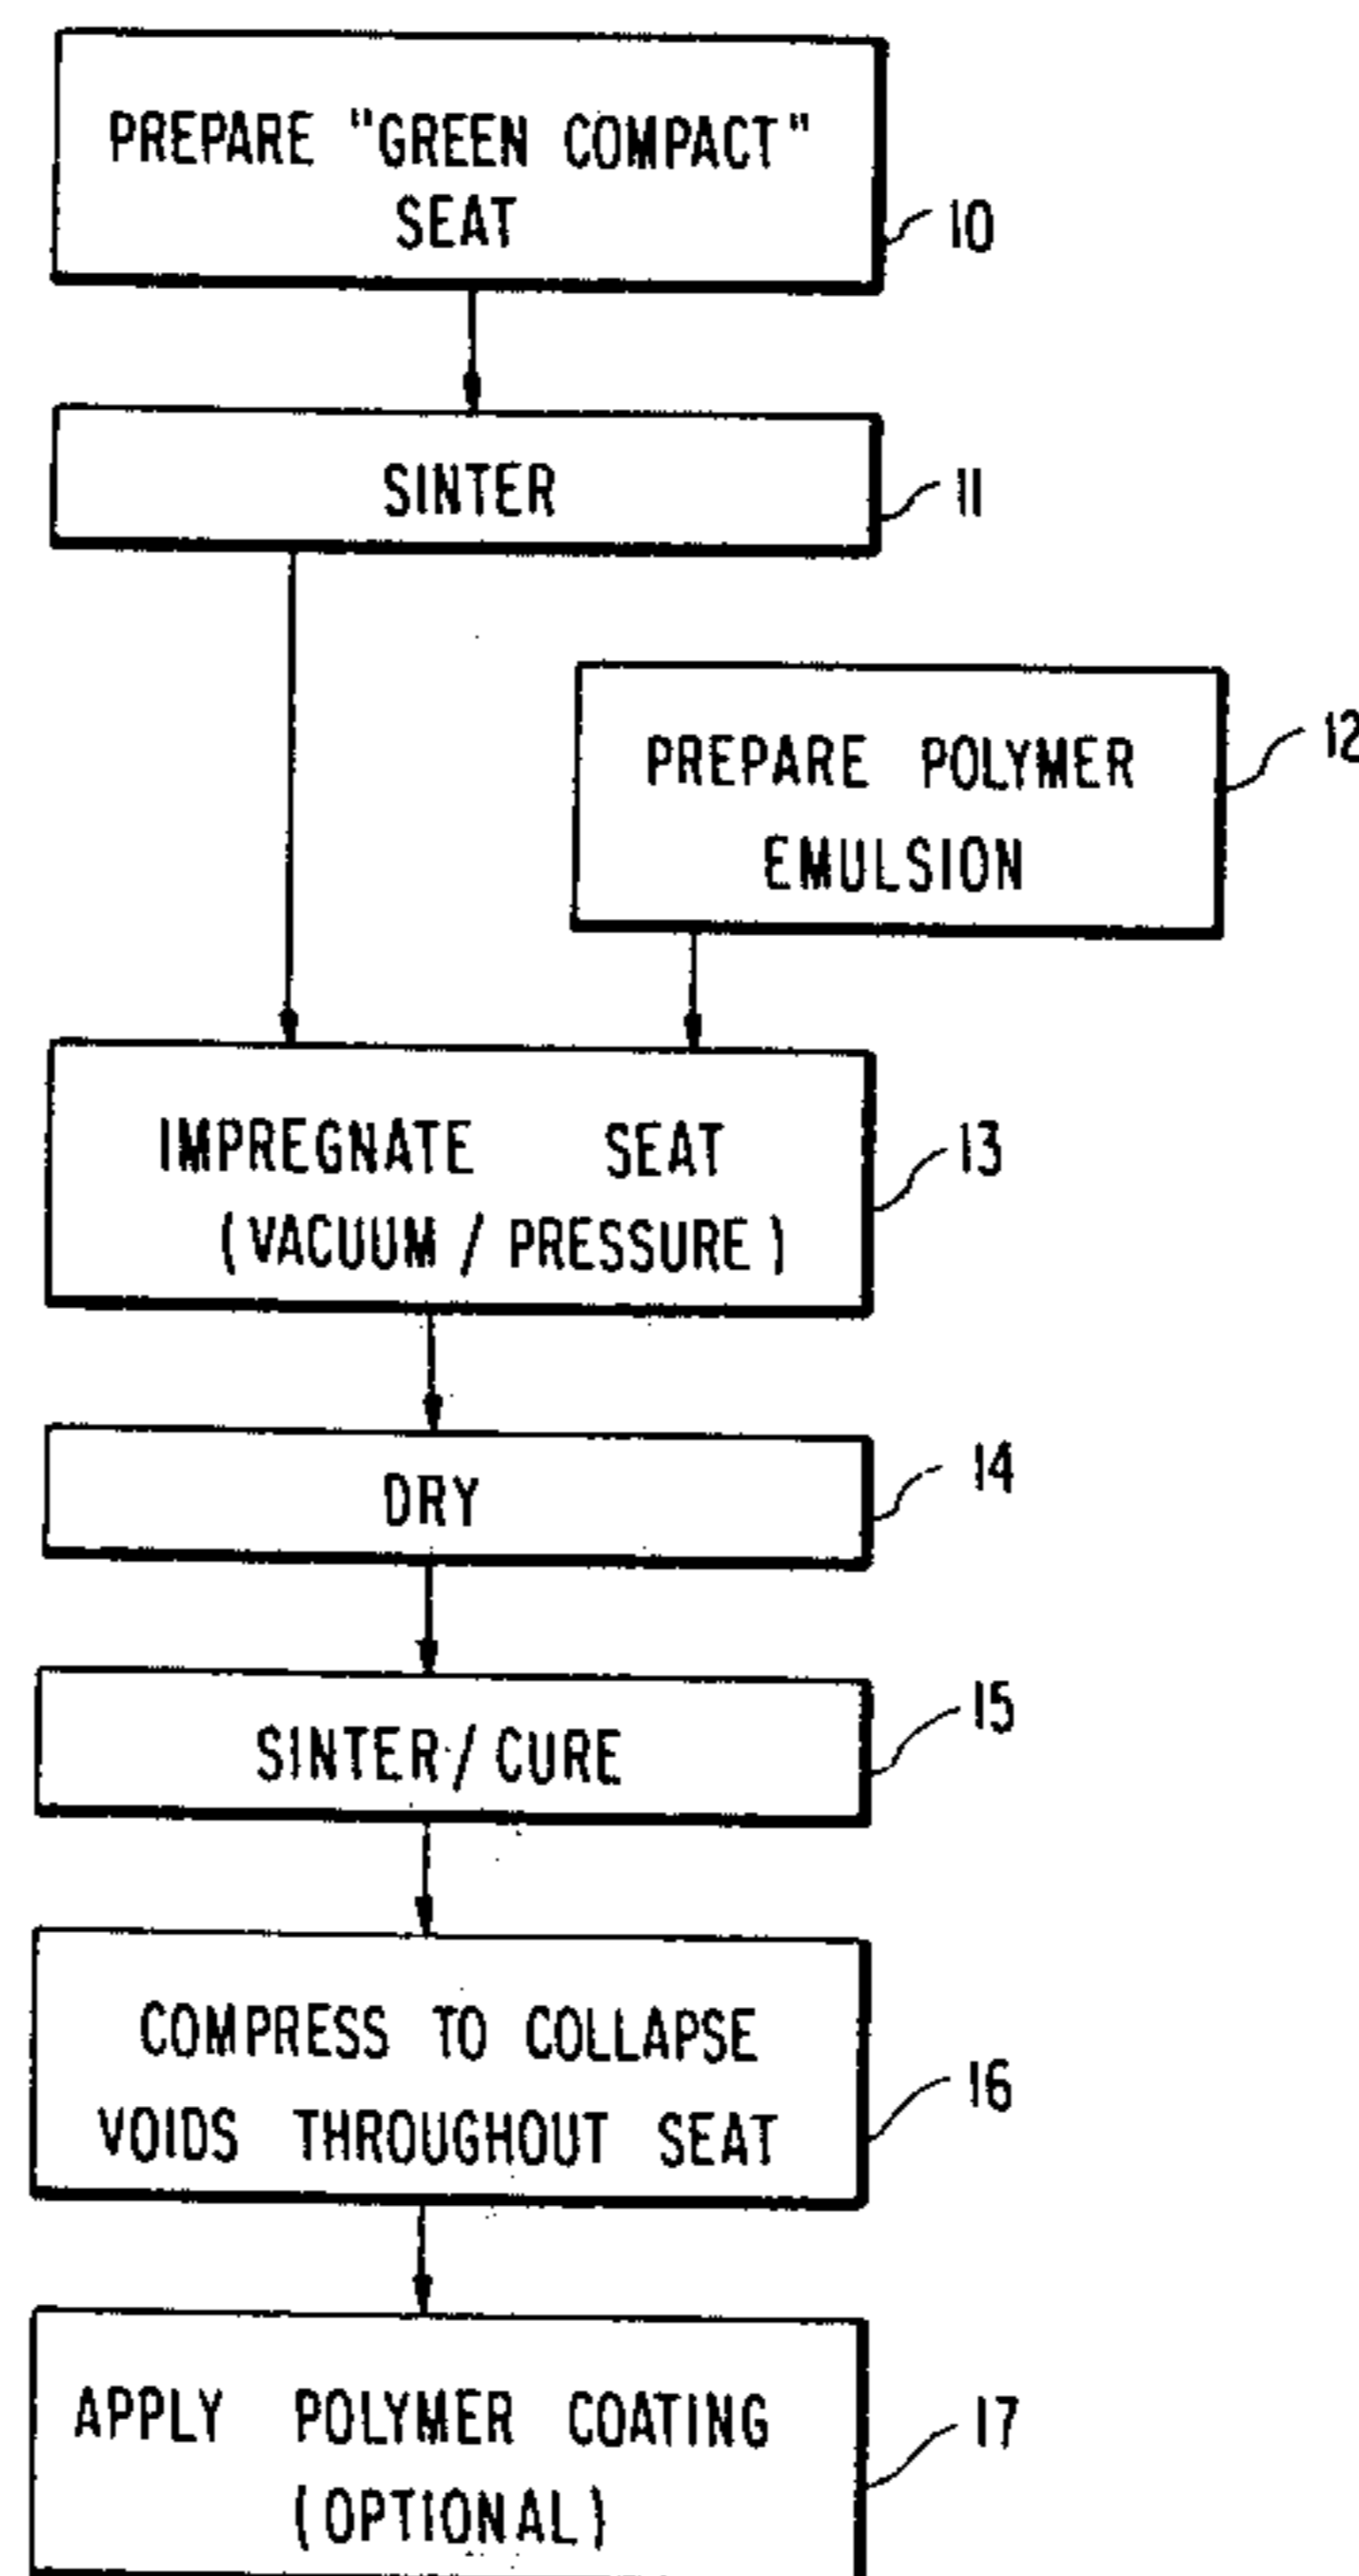 PREPARE "GREEN COMPACT"
SEAT
10
SINTER
11
PREPARE POLYMER
EMULSION
12
IMPREGNATE SEAT
(VACUUM / PRESSURE)
13
DRY
14
SINTER/CURE
15
COMPRESS TO COLLAPSE
VOIDS THROUGHOUT SEAT
16
APPLY POLYMER COATING
(OPTIONAL)
17